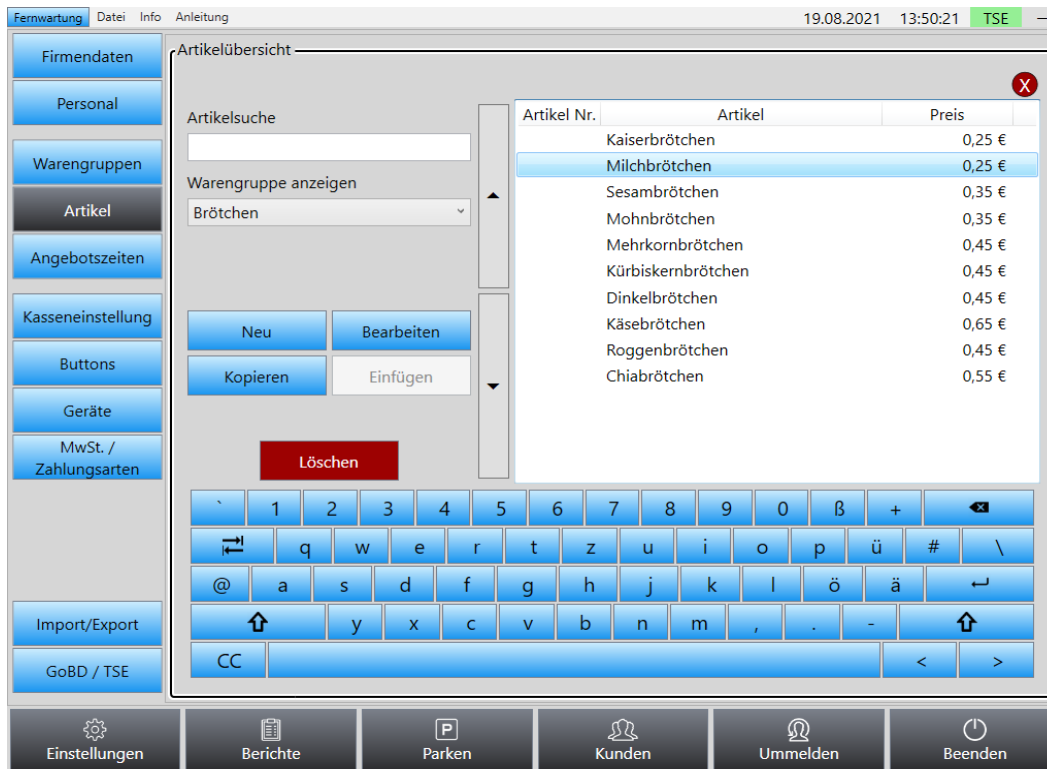 Fernwartung Datei Info Anleitung 19.08.2021 13:50:21 TSE
Firmendaten
Personal
Warengruppen
Artikel
Angebotszeiten
Kasseneinstellung
Buttons
Geräte
MwSt. /
Zahlungsarten
Import/Export
GoBD / TSE
Artikelübersicht
X
Artikelsuche
Warengruppe anzeigen
Brötchen
Neu Bearbeiten
Kopieren Einfügen
Löschen
Artikel Nr. Artikel Preis
Kaiserbrötchen 0,25 €
Milchbrötchen 0,25 €
Sesambrötchen 0,35 €
Mohnbrötchen 0,35 €
Mehrkornbrötchen 0,45 €
Kürbiskernbrötchen 0,45 €
Dinkelbrötchen 0,45 €
Käsebrötchen 0,65 €
Roggenbrötchen 0,45 €
Chiabrötchen 0,55 €
` 1 2 3 4 5 6 7 8 9 0 ß +
q w e r t z u i o p ü # \
@ a s d f g h j k l ö ä
y x c v b n m , . -
CC < >
Einstellungen Berichte P Parken Kunden Ummelden Beenden